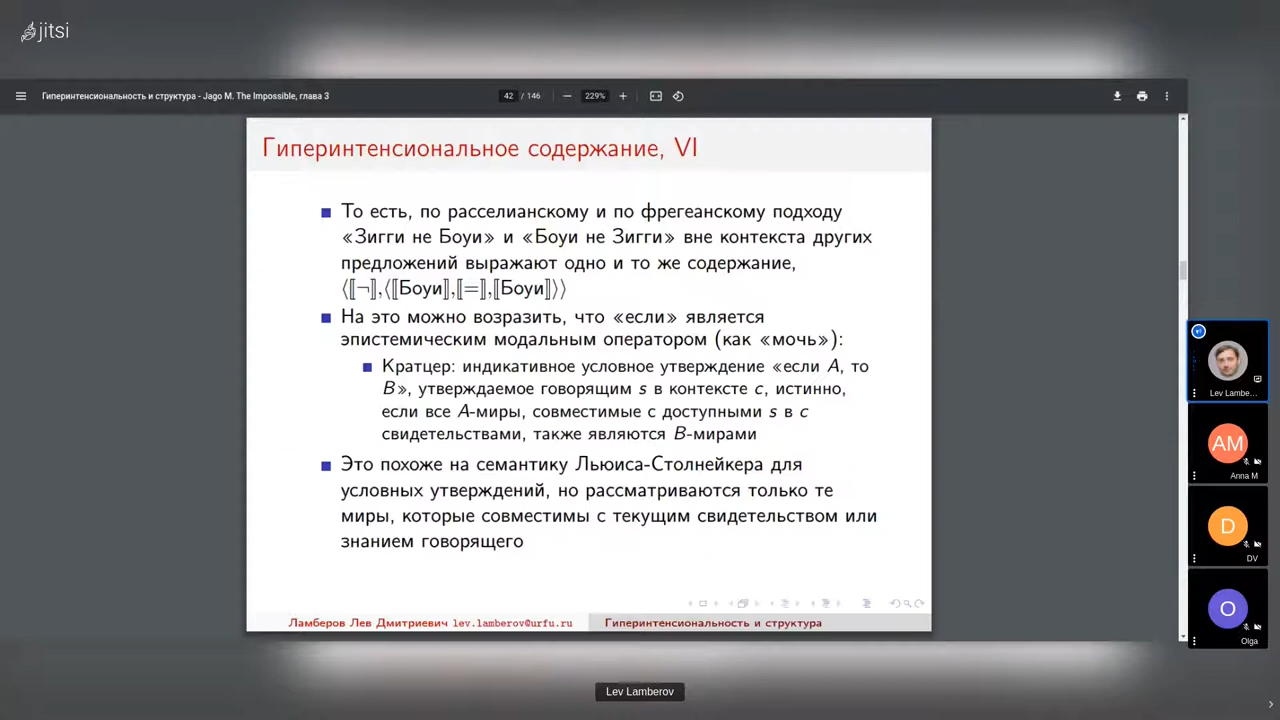 jitsi
Гиперинтенсиональность и структура - Jago M. The Impossible, глава 3
42 / 146
229%
Гиперинтенсиональное содержание, VI
То есть, по расселианскому и по фрегеанскому подходу
«Зигги не Боуи» и «Боуи не Зигги» вне контекста других
предложений выражают одно и то же содержание,
⟨⟦¬⟧,⟨⟦Боуи⟧,⟦=⟧,⟦Боуи⟧⟩⟩
На это можно возразить, что «если» является
эпистемическим модальным оператором (как «мочь»):
Кратцер: индикативное условное утверждение «если A, то
B», утверждаемое говорящим s в контексте c, истинно,
если все A-миры, совместимые с доступными s в c
свидетельствами, также являются B-мирами
Это похоже на семантику Льюиса-Столнейкера для
условных утверждений, но рассматриваются только те
миры, которые совместимы с текущим свидетельством или
знанием говорящего
Ламберов Лев Дмитриевич lev.lamberov@urfu.ru
Гиперинтенсиональность и структура
Lev Lambe...
AM
Anna M
D
DV
O
Olga
Lev Lamberov